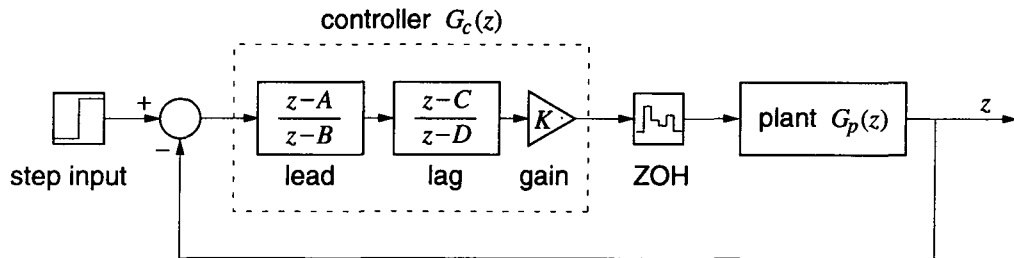 controller G_c(z)
+
−
step input
z−A
z−B
lead
z−C
z−D
lag
K
gain
ZOH
plant G_p(z)
z